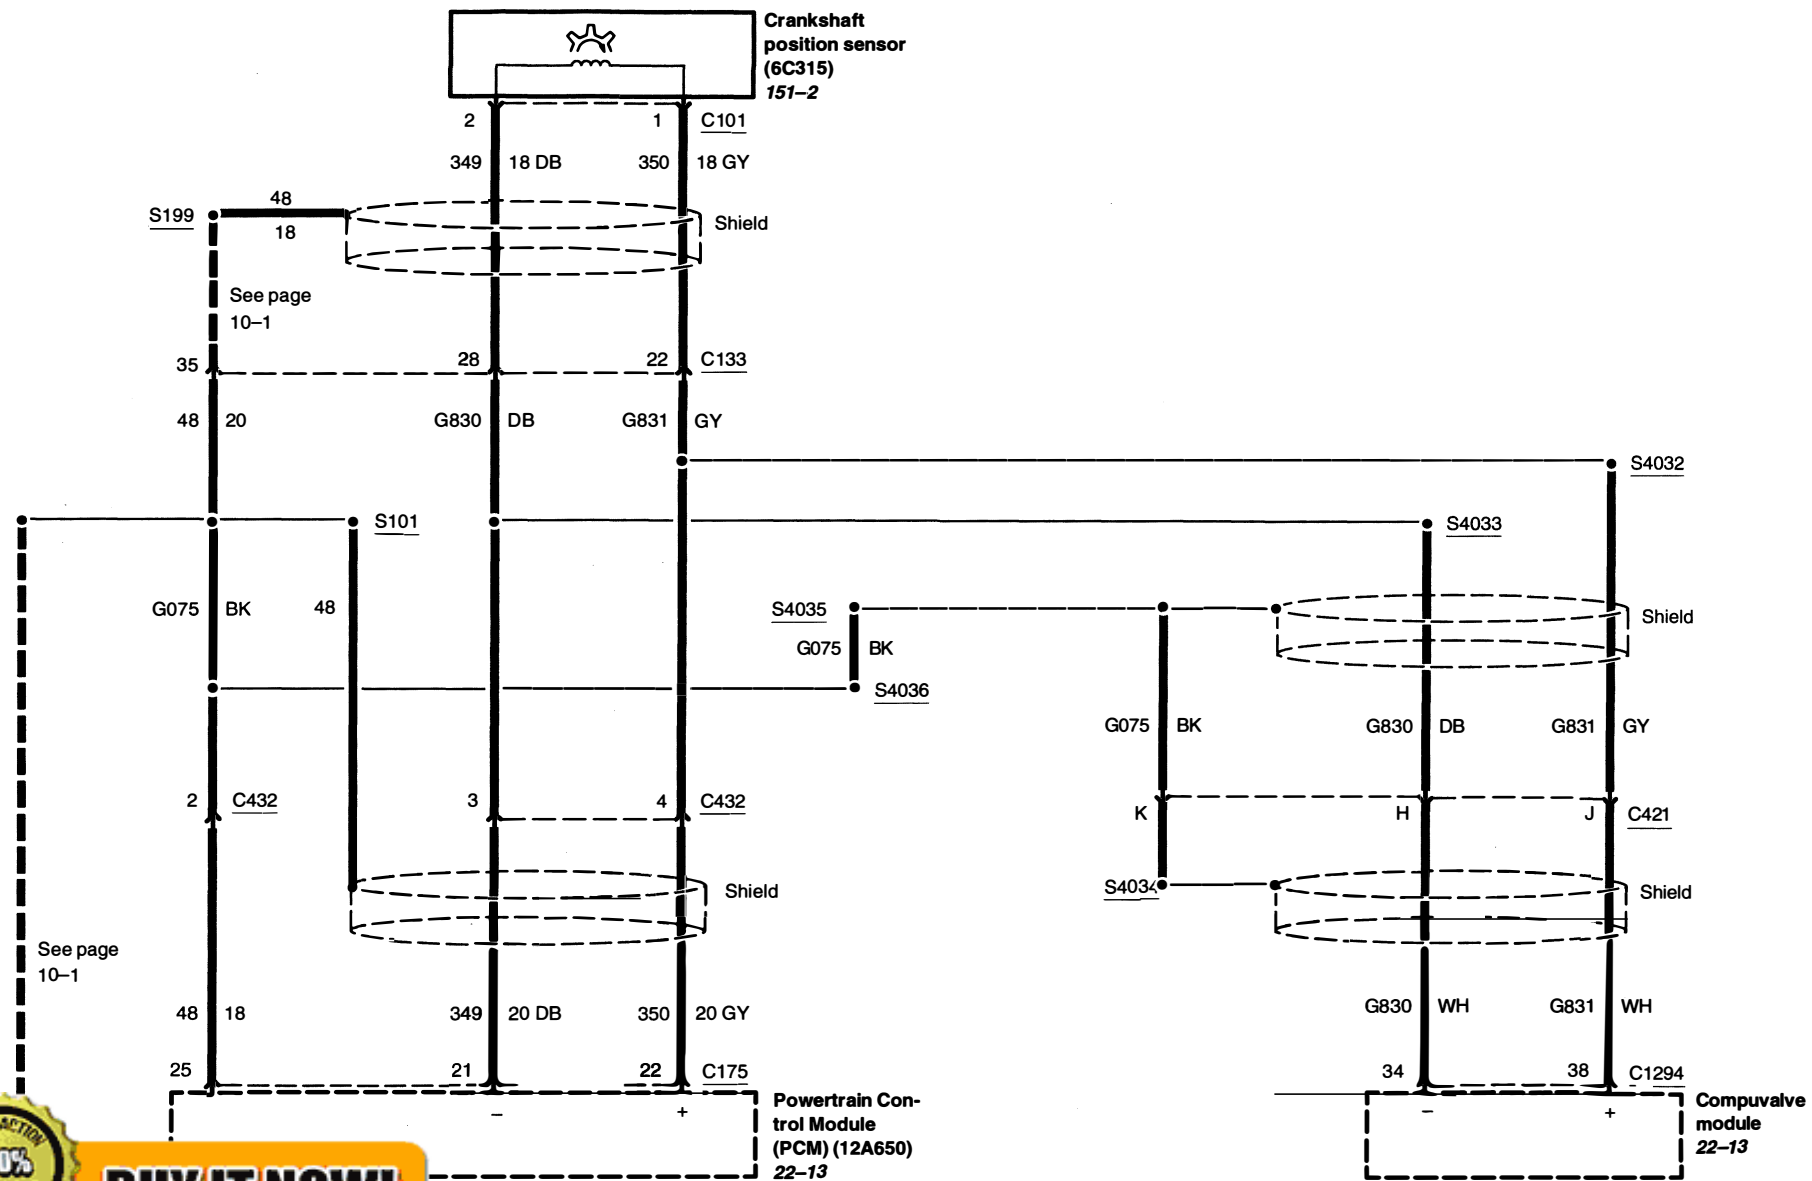 Crankshaft
position sensor
(6C315)
151–2
2
1
C101
349
18 DB
350
18 GY
S199
48
18
Shield
See page
10–1
35
28
22
C133
48
20
G830
DB
G831
GY
S4032
S101
S4033
G075
BK
48
S4035
Shield
G075
BK
S4036
G075
BK
G830
DB
G831
GY
2
C432
3
4
C432
K
H
J
C421
S4034
Shield
Shield
See page
10–1
48
18
349
20 DB
350
20 GY
G830
WH
G831
WH
25
21
22
C175
34
38
C1294
–
+
Powertrain Con-
trol Module
(PCM) (12A650)
22–13
–
+
Compuvalve
module
22–13
BUY IT NOW!